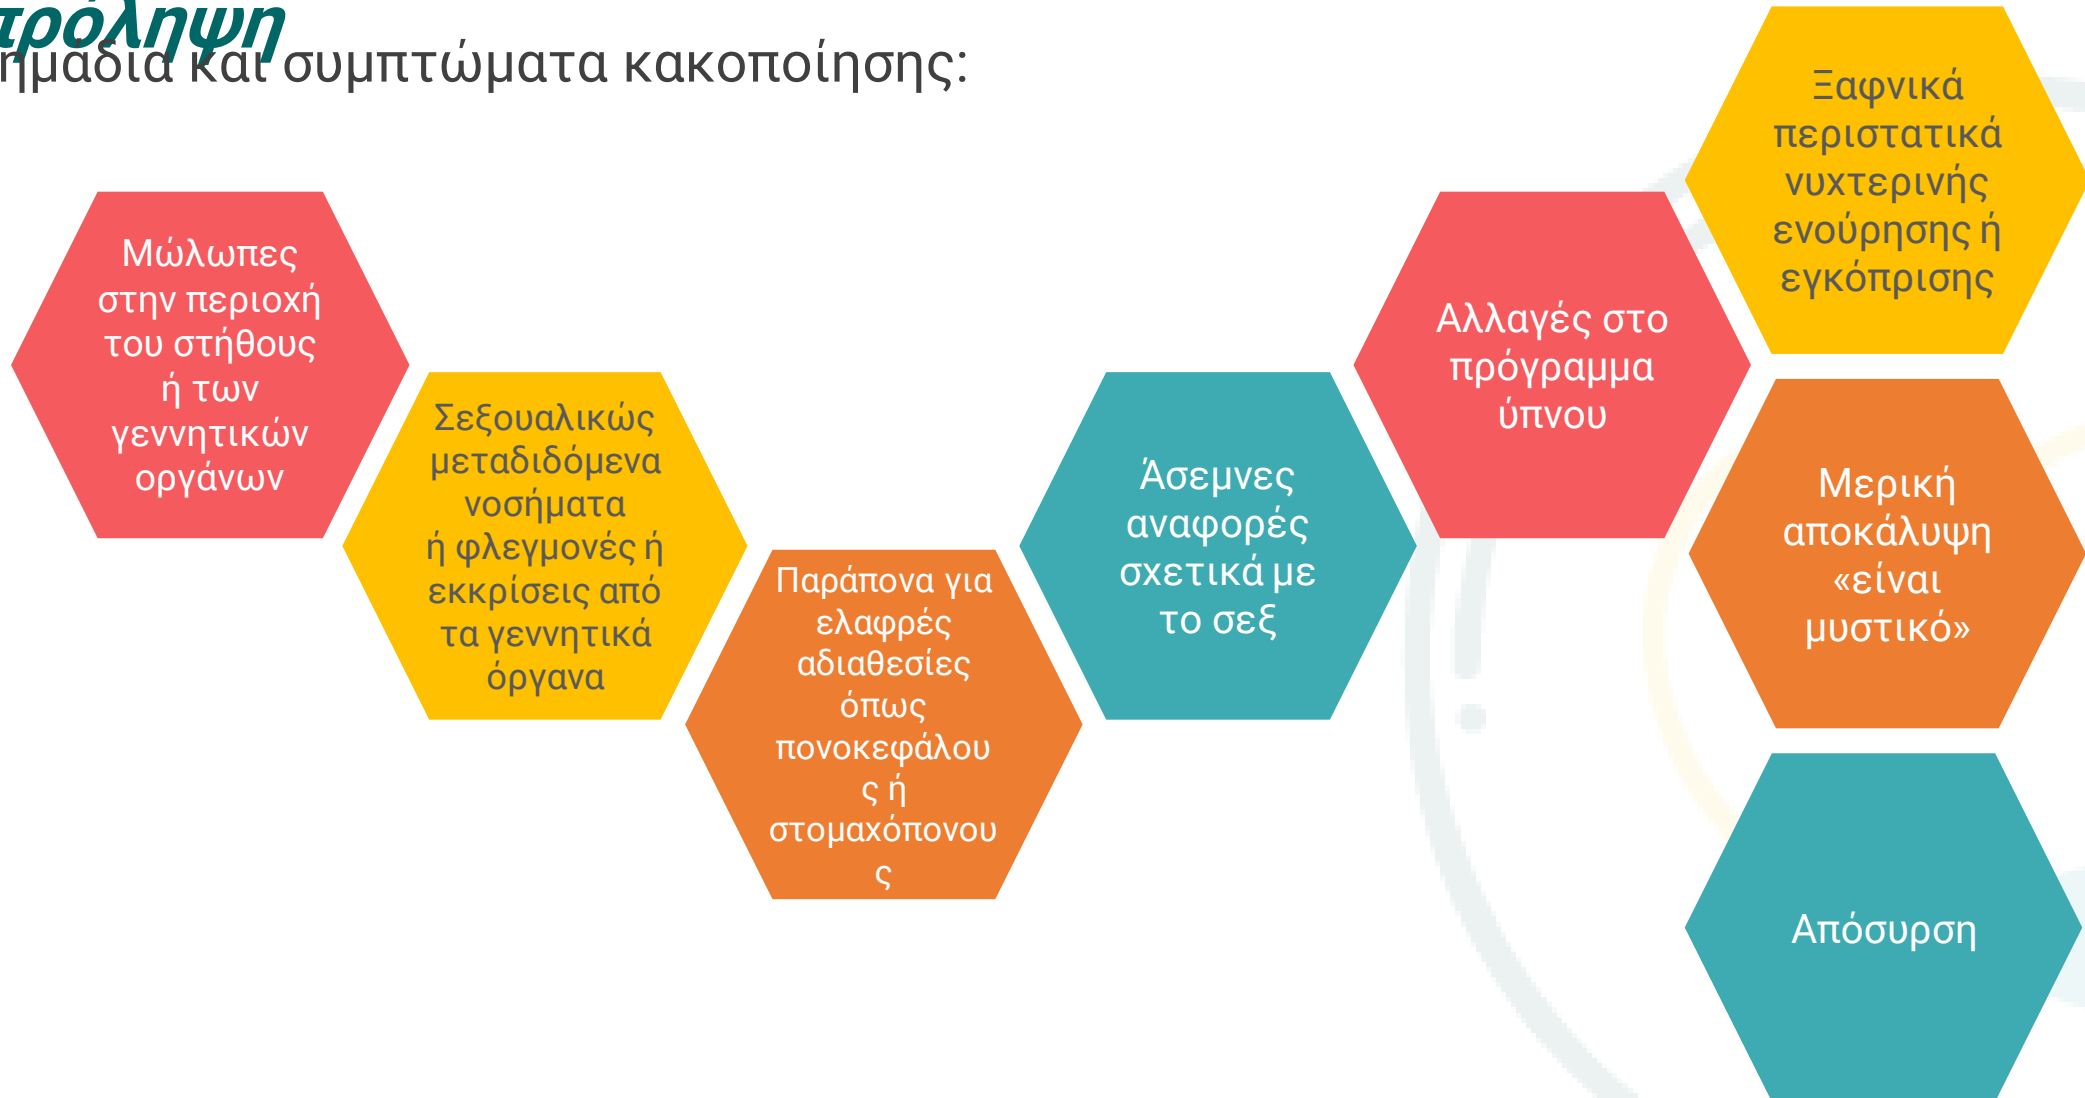 πρόληψη
ημάδια και συμπτώματα κακοποίησης:
Μώλωπες
στην περιοχή
του στήθους
ή των
γεννητικών
οργάνων
Σεξουαλικώς
μεταδιδόμενα
νοσήματα
ή φλεγμονές ή
εκκρίσεις από
τα γεννητικά
όργανα
Παράπονα για
ελαφρές
αδιαθεσίες
όπως
πονοκεφάλου
ς ή
στομαχόπονου
ς
Άσεμνες
αναφορές
σχετικά με
το σεξ
Αλλαγές στο
πρόγραμμα
ύπνου
Ξαφνικά
περιστατικά
νυχτερινής
ενούρησης ή
εγκόπρισης
Μερική
αποκάλυψη
«είναι
μυστικό»
Απόσυρση